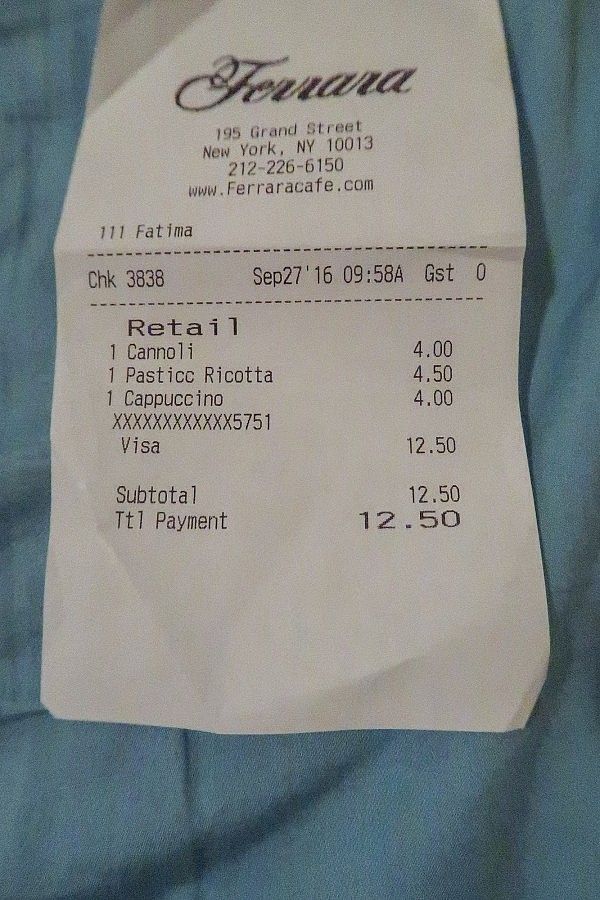 Ferrara
195 Grand Street
New York, NY 10013
212-226-6150
www.Ferraracafe.com
111 Fatima
Chk 3838 Sep27'16 09:58A Gst 0
Retail
1 Cannoli 4.00
1 Pasticc Ricotta 4.50
1 Cappuccino 4.00
XXXXXXXXXXXX5751
Visa 12.50
Subtotal 12.50
Ttl Payment 12.50